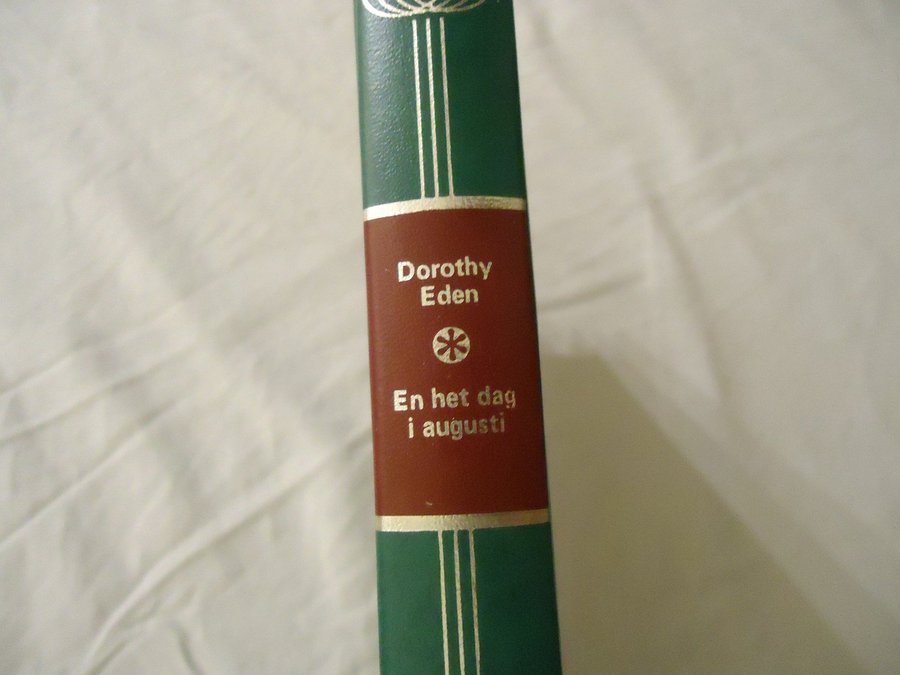 Dorothy
Eden
En het dag
i augusti